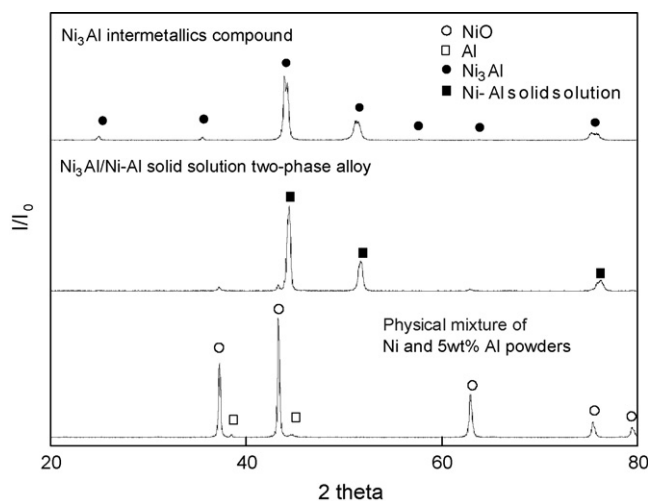 Ni₃Al intermetallics compound
○ NiO
□ Al
● Ni₃Al
■ Ni- Al solid solution
Ni₃Al/Ni-Al solid solution two-phase alloy
I/I₀
Physical mixture of
Ni and 5wt% Al powders
20 40 60 80
2 theta